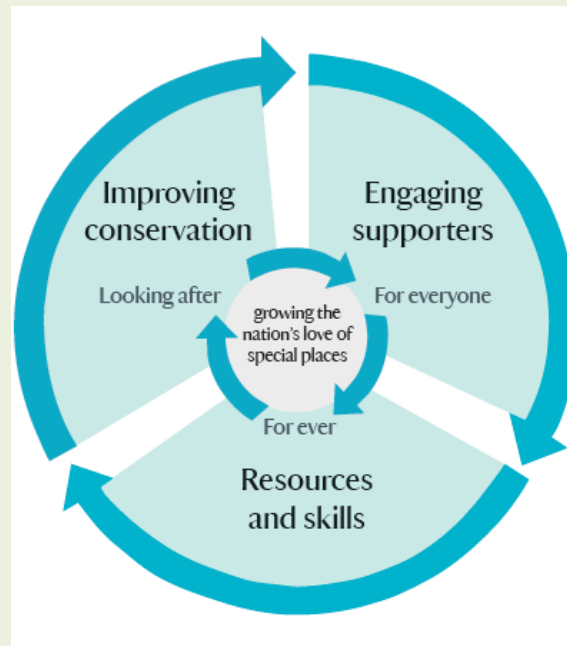 Improving
conservation
Looking after
Engaging
supporters
For everyone
growing the
nation's love of
special places
For ever
Resources
and skills